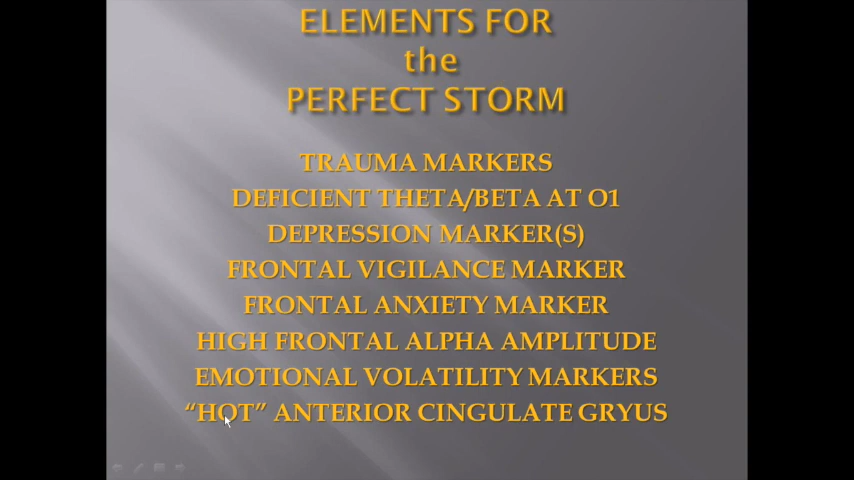 ELEMENTS FOR
the
PERFECT STORM
TRAUMA MARKERS
DEFICIENT THETA/BETA AT O1
DEPRESSION MARKER(S)
FRONTAL VIGILANCE MARKER
FRONTAL ANXIETY MARKER
HIGH FRONTAL ALPHA AMPLITUDE
EMOTIONAL VOLATILITY MARKERS
“HOT” ANTERIOR CINGULATE GRYUS